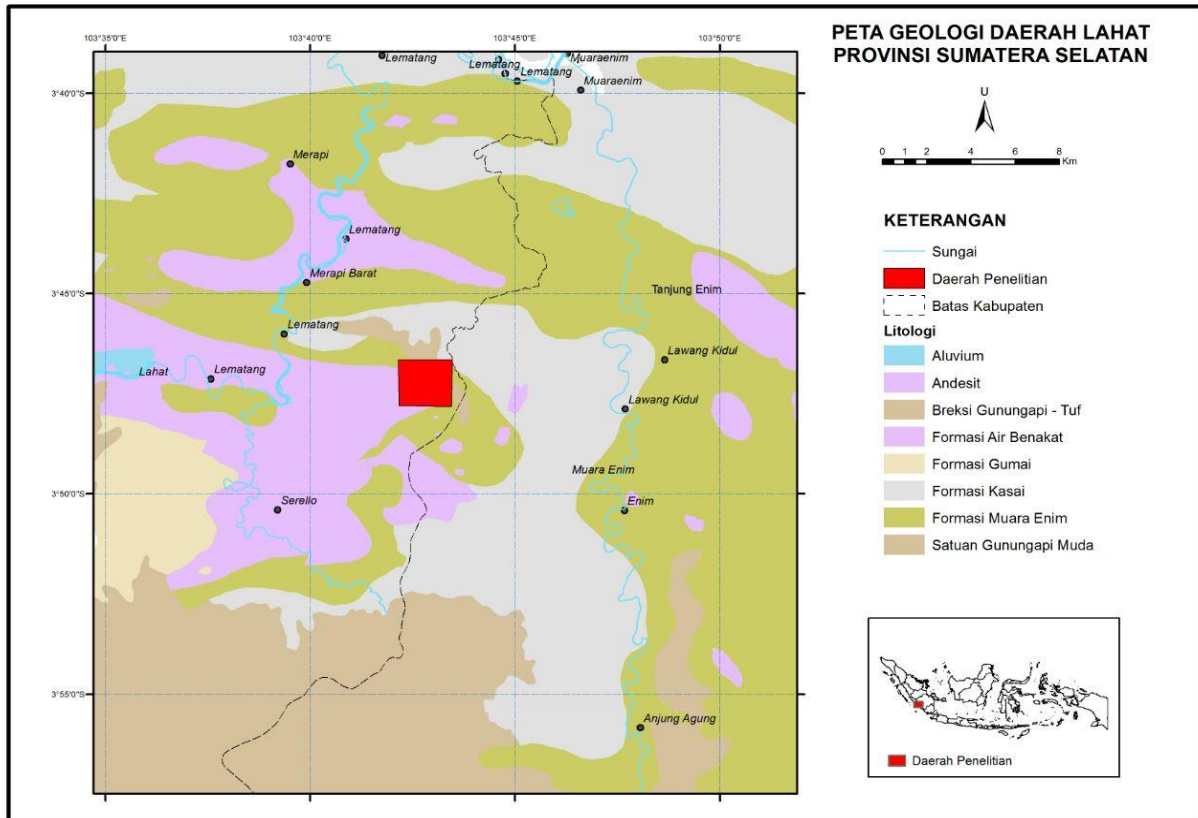 PETA GEOLOGI DAERAH LAHAT
PROVINSI SUMATERA SELATAN
U
0 1 2 4 6 8
Km
103°35'0"E 103°40'0"E 103°45'0"E 103°50'0"E
3°40'0"S
3°45'0"S
3°50'0"S
3°55'0"S
Lematang
Lematang
Lematang
Muaraenim
Muaraenim
Merapi
Lematang
Merapi Barat
Tanjung Enim
Lematang
Lawang Kidul
Lahat
Lematang
Lawang Kidul
Muara Enim
Serello
Enim
Anjung Agung
KETERANGAN
Sungai
Daerah Penelitian
Batas Kabupaten
Litologi
Aluvium
Andesit
Breksi Gunungapi - Tuf
Formasi Air Benakat
Formasi Gumai
Formasi Kasai
Formasi Muara Enim
Satuan Gunungapi Muda
Daerah Penelitian